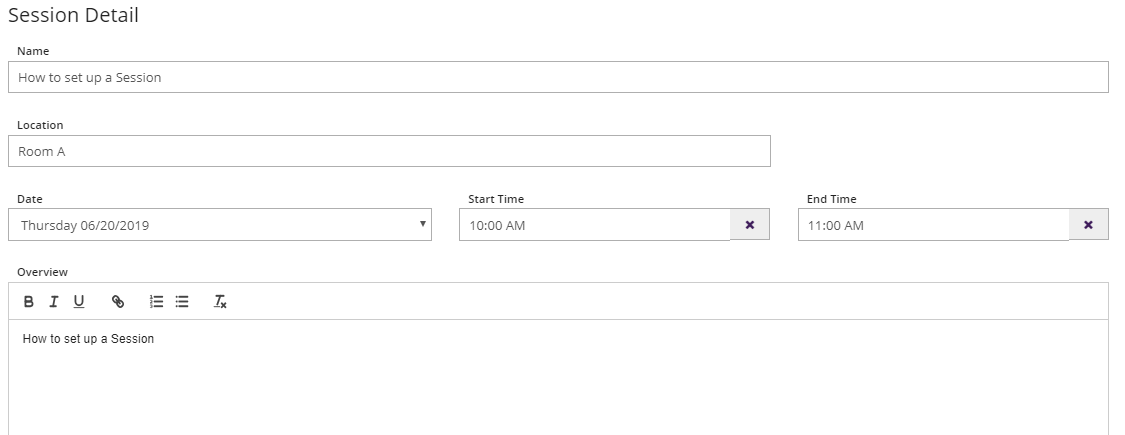 Session Detail
Name
How to set up a Session
Location
Room A
Date Start Time End Time
Thursday 06/20/2019 10:00 AM 11:00 AM
Overview
B I U
How to set up a Session